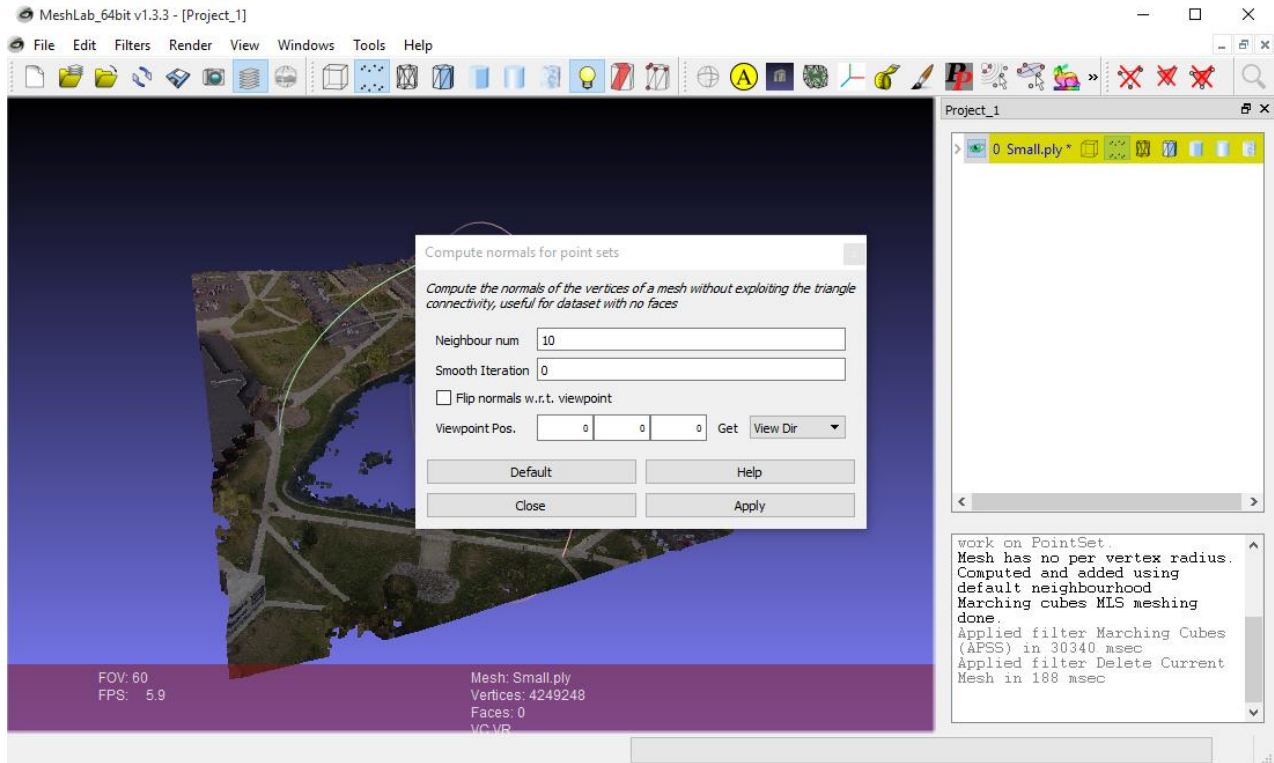 MeshLab_64bit v1.3.3 - [Project_1]
File Edit Filters Render View Windows Tools Help
A
Pp
»
Project_1
0 Small.ply *
Compute normals for point sets
Compute the normals of the vertices of a mesh without exploiting the triangle
connectivity, useful for dataset with no faces
Neighbour num 10
Smooth Iteration 0
Flip normals w.r.t. viewpoint
Viewpoint Pos. 0 0 0 Get View Dir
Default Help
Close Apply
work on PointSet.
Mesh has no per vertex radius.
Computed and added using
default neighbourhood
Marching cubes MLS meshing
done.
Applied filter Marching Cubes
(APSS) in 30340 msec
Applied filter Delete Current
Mesh in 188 msec
FOV: 60
FPS: 5.9
Mesh: Small.ply
Vertices: 4249248
Faces: 0
VC VR